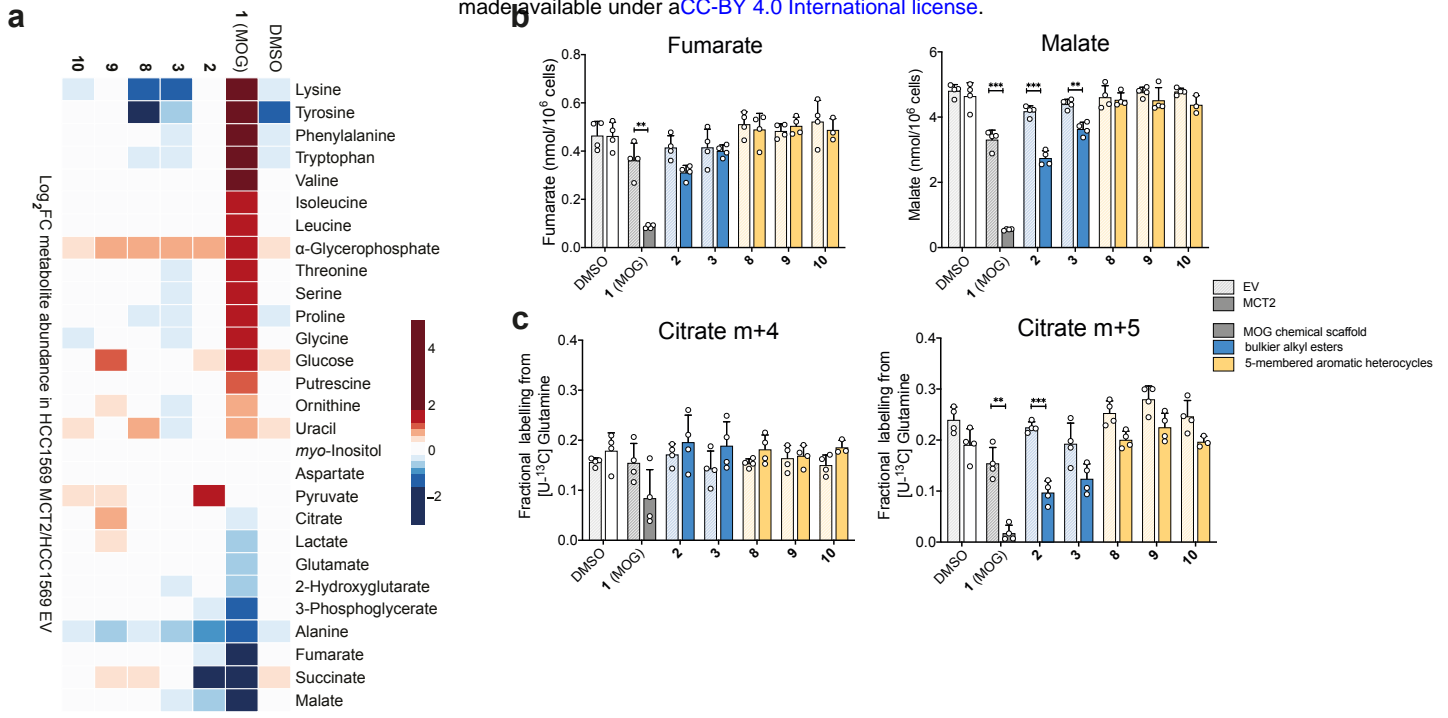 made available under aCC-BY 4.0 International license.
a
10
9
8
3
2
1 (MOG)
DMSO
Lysine
Tyrosine
Phenylalanine
Tryptophan
Valine
Isoleucine
Leucine
α-Glycerophosphate
Threonine
Serine
Proline
Glycine
Glucose
Putrescine
Ornithine
Uracil
myo-Inositol
Aspartate
Pyruvate
Citrate
Lactate
Glutamate
2-Hydroxyglutarate
3-Phosphoglycerate
Alanine
Fumarate
Succinate
Malate
Log2FC metabolite abundance in HCC1569 MCT2/HCC1569 EV
4
2
0
−2
b
Fumarate
Fumarate (nmol/10^6 cells)
0.8
0.6
0.4
0.2
0.0
**
DMSO
1 (MOG)
2
3
8
9
10
Malate
Malate (nmol/10^6 cells)
6
4
2
0
***
***
**
DMSO
1 (MOG)
2
3
8
9
10
EV
MCT2
MOG chemical scaffold
bulkier alkyl esters
5-membered aromatic heterocycles
c
Citrate m+4
Fractional labelling from
[U-13C] Glutamine
0.4
0.3
0.2
0.1
0.0
DMSO
1 (MOG)
2
3
8
9
10
Citrate m+5
Fractional labelling from
[U-13C] Glutamine
0.4
0.3
0.2
0.1
0.0
**
***
DMSO
1 (MOG)
2
3
8
9
10